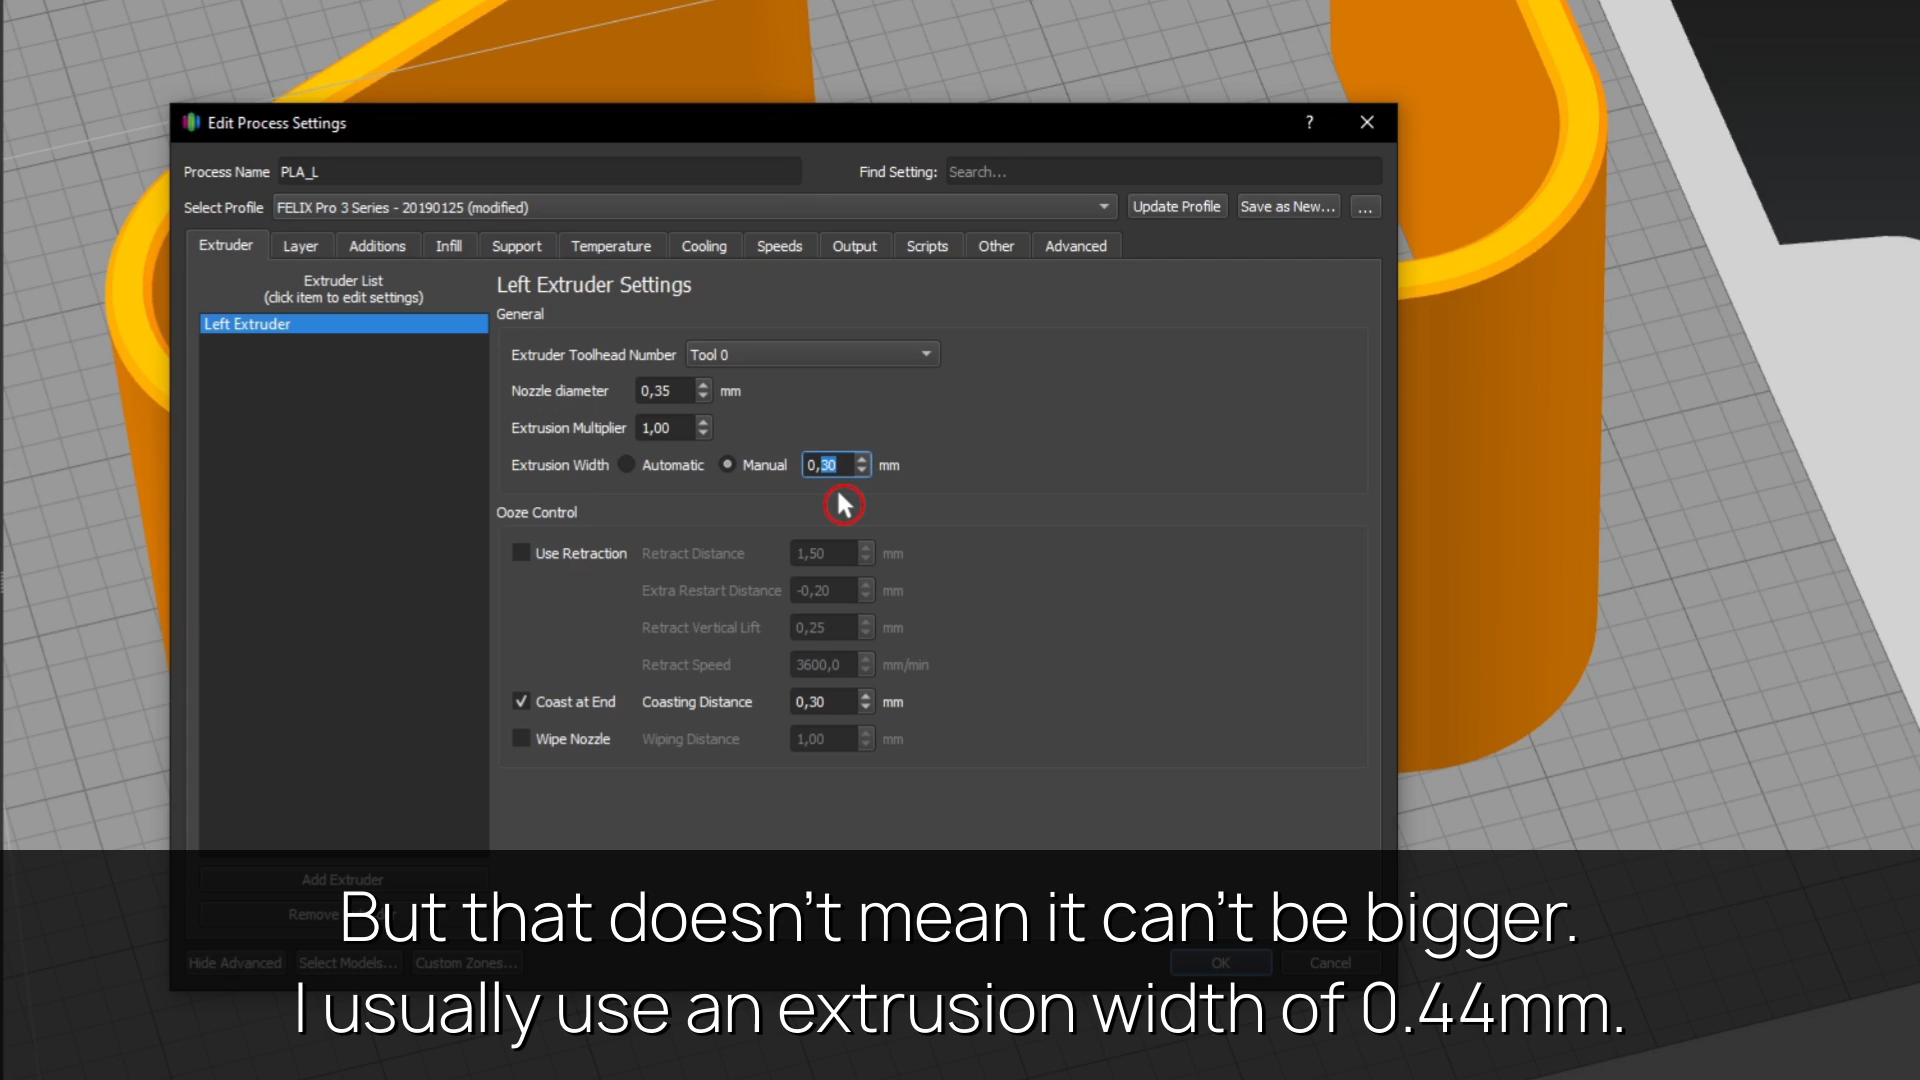 Edit Process Settings
?
Process Name PLA_L
Find Setting: Search...
Select Profile FELIX Pro 3 Series - 20190125 (modified)
Update Profile Save as New... ...
Extruder Layer Additions Infill Support Temperature Cooling Speeds Output Scripts Other Advanced
Extruder List
(click item to edit settings)
Left Extruder
Left Extruder Settings
General
Extruder Toolhead Number Tool 0
Nozzle diameter 0,35 mm
Extrusion Multiplier 1,00
Extrusion Width Automatic Manual 0,30 mm
Ooze Control
Use Retraction Retract Distance 1,50 mm
Extra Restart Distance -0,20 mm
Retract Vertical Lift 0,25 mm
Retract Speed 3600,0 mm/min
Coast at End Coasting Distance 0,30 mm
Wipe Nozzle Wiping Distance 1,00 mm
Add Extruder
Remove
Hide Advanced Select Models... Custom Zones...
OK Cancel
But that doesn't mean it can't be bigger.
I usually use an extrusion width of 0.44mm.